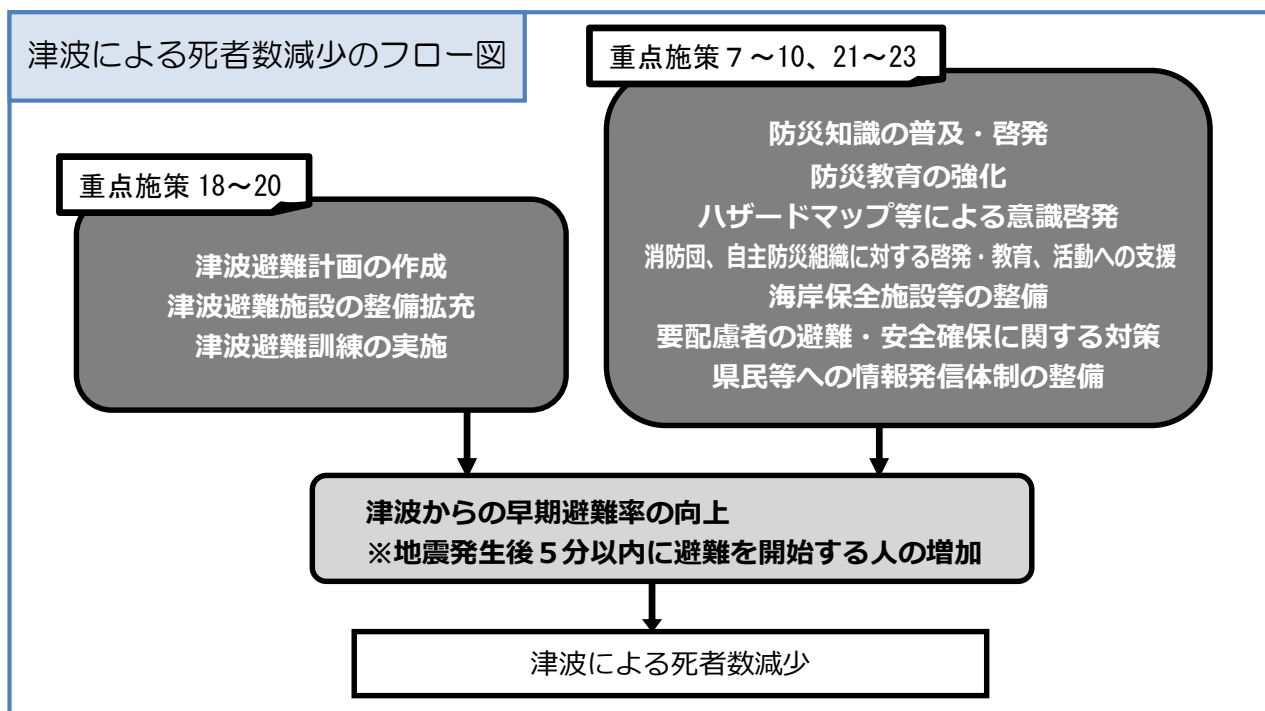 津波による死者数減少のフロー図
重点施策７～10、21～23
防災知識の普及・啓発
防災教育の強化
ハザードマップ等による意識啓発
消防団、自主防災組織に対する啓発・教育、活動への支援
海岸保全施設等の整備
要配慮者の避難・安全確保に関する対策
県民等への情報発信体制の整備
重点施策 18～20
津波避難計画の作成
津波避難施設の整備拡充
津波避難訓練の実施
津波からの早期避難率の向上
※地震発生後５分以内に避難を開始する人の増加
津波による死者数減少